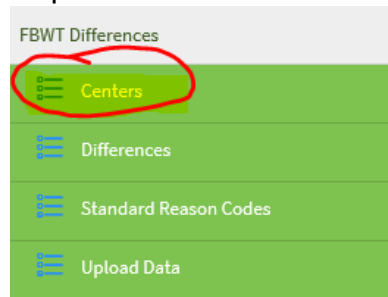 FBWT Differences
Centers
Differences
Standard Reason Codes
Upload Data